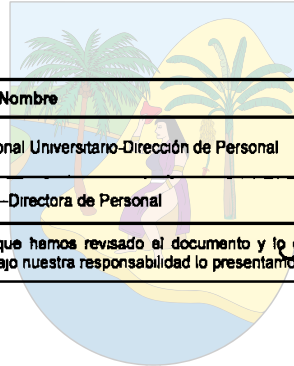 Nombre
onal Universitario-Dirección de Personal
–Directora de Personal
que hemos revisado el documento y lo
ajo nuestra responsabilidad lo presentamo